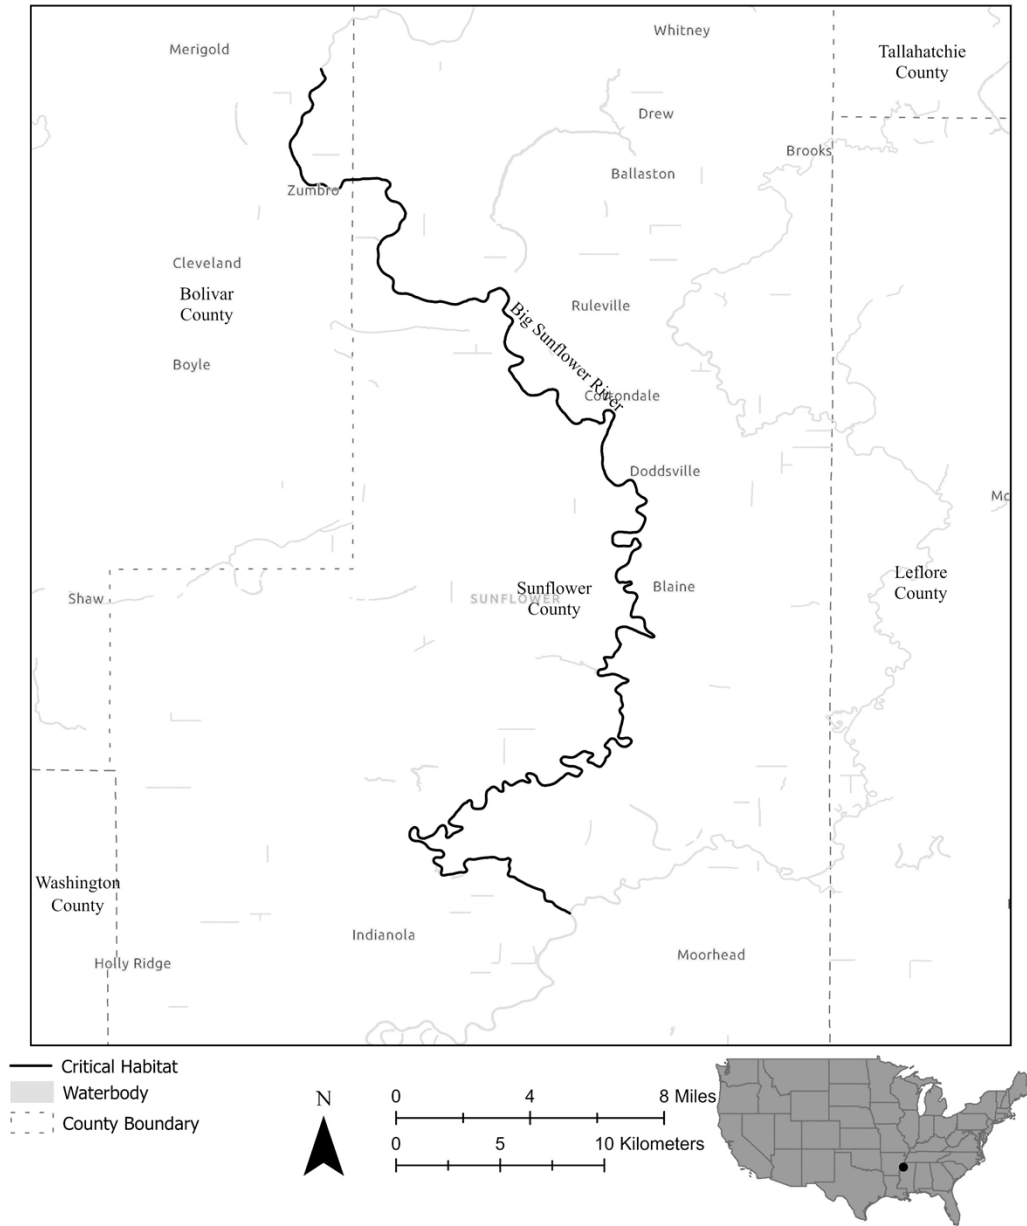 Merigold
Whitney
Tallahatchie
County
Drew
Brooks
Ballaston
Zumbro
Cleveland
Bolivar
County
Ruleville
Big Sunflower River
Boyle
Cottondale
Doddsville
Mo
Sunflower
County
SUNFLOWER
Blaine
Leflore
County
Shaw
Washington
County
Indianola
Holly Ridge
Moorhead
Critical Habitat
Waterbody
County Boundary
N
0 4 8 Miles
0 5 10 Kilometers